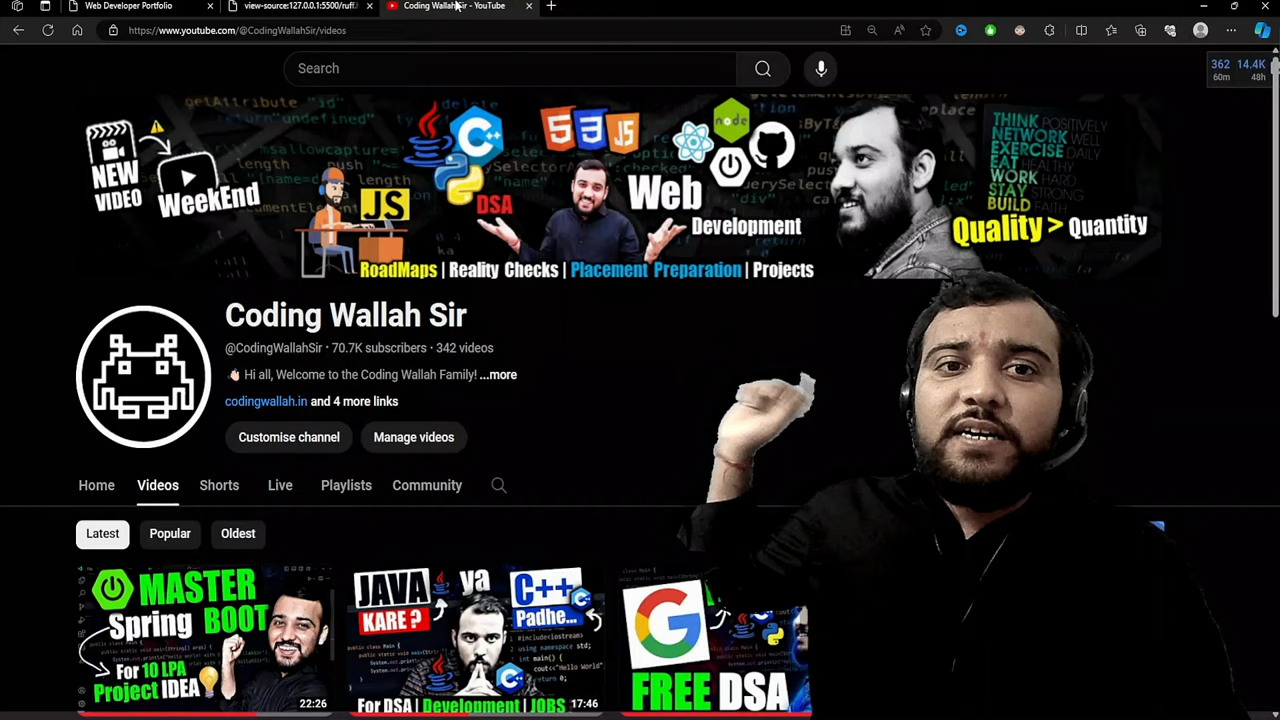 Web Developer Portfolio
view-source:127.0.0.1:5500/ruff.
Coding Wallah Sir - YouTube
https://www.youtube.com/@CodingWallahSir/videos
Search
362 14.4K
60m 48h
NEW VIDEO
WeekEnd
JS
DSA
5 3 JS
node
Web
Development
THINK POSITIVELY
NETWORK
EXERCISE DAILY
EAT HEALTHY
WORK HARD
STAY STRONG
BUILD FAITH
Quality > Quantity
RoadMaps | Reality Checks | Placement Preparation | Projects
Coding Wallah Sir
@CodingWallahSir · 70.7K subscribers · 342 videos
Hi all, Welcome to the Coding Wallah Family! ...more
codingwallah.in and 4 more links
Customise channel
Manage videos
Home Videos Shorts Live Playlists Community
Latest Popular Oldest
MASTER
Spring BOOT
For 10 LPA
Project IDEA
22:26
JAVA ya C++
KARE ? Padhe...
For DSA | Development | JOBS
17:46
FREE DSA